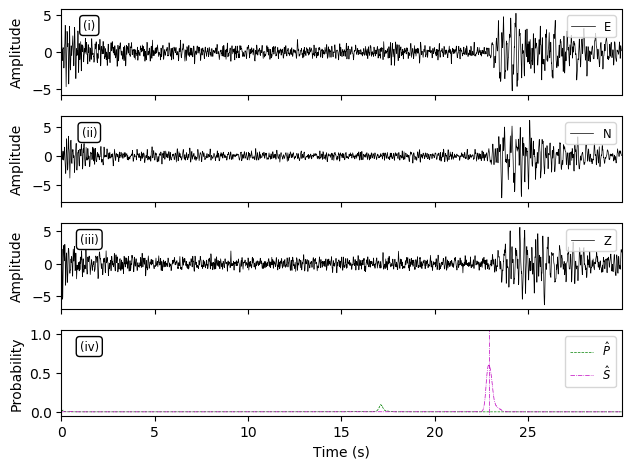 5
0
−5
Amplitude
(i)
E
5
0
−5
Amplitude
(ii)
N
5
0
−5
Amplitude
(iii)
Z
1.0
0.5
0.0
Probability
(iv)
P̂
Ŝ
0 5 10 15 20 25
Time (s)